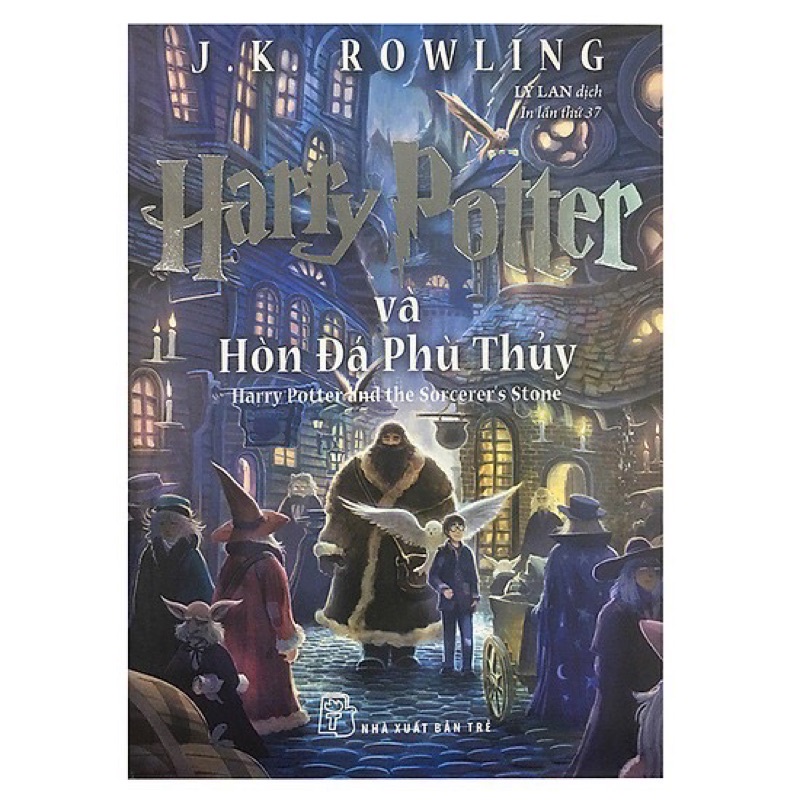 J.K. ROWLING
LÝ LAN dịch
In lần thứ 37
Harry Potter
và
Hòn Đá Phù Thủy
Harry Potter and the Sorcerer's Stone
T
NHÀ XUẤT BẢN TRẺ